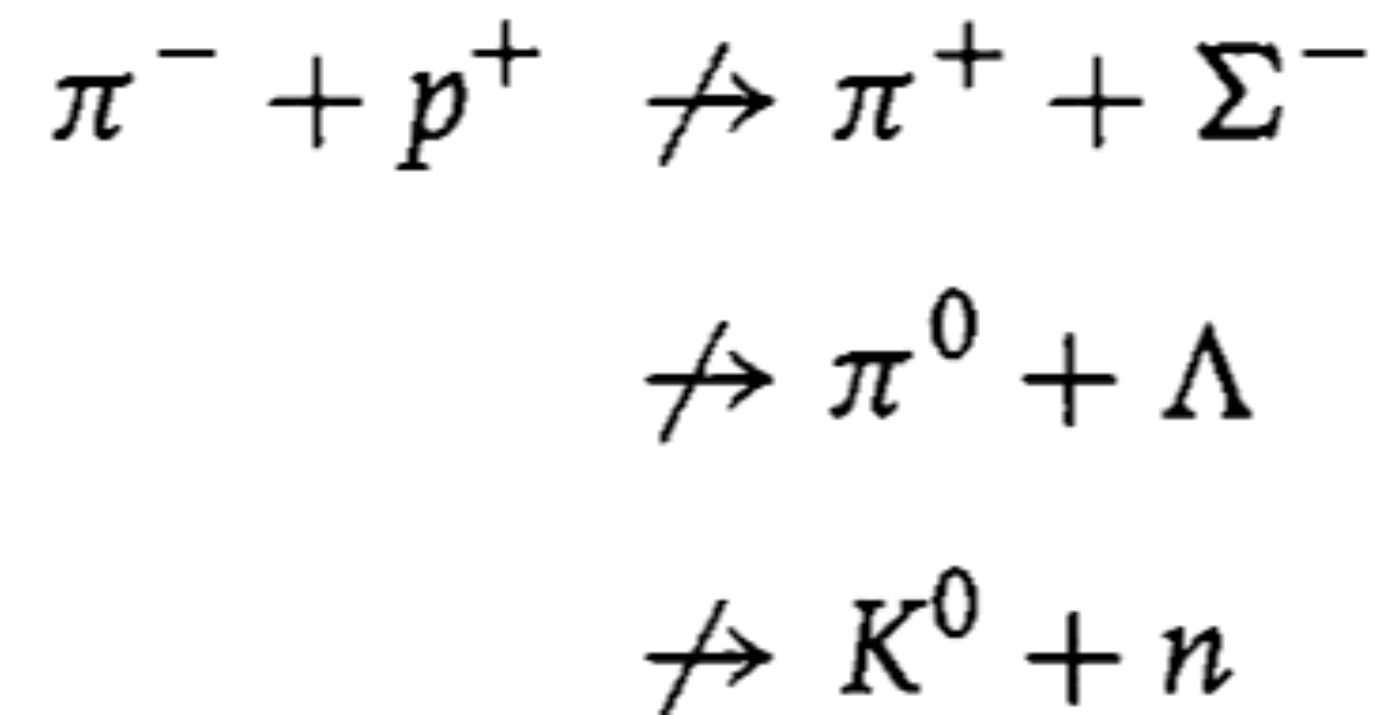 π⁻ + p⁺ ↛ π⁺ + Σ⁻
↛ π⁰ + Λ
↛ K⁰ + n